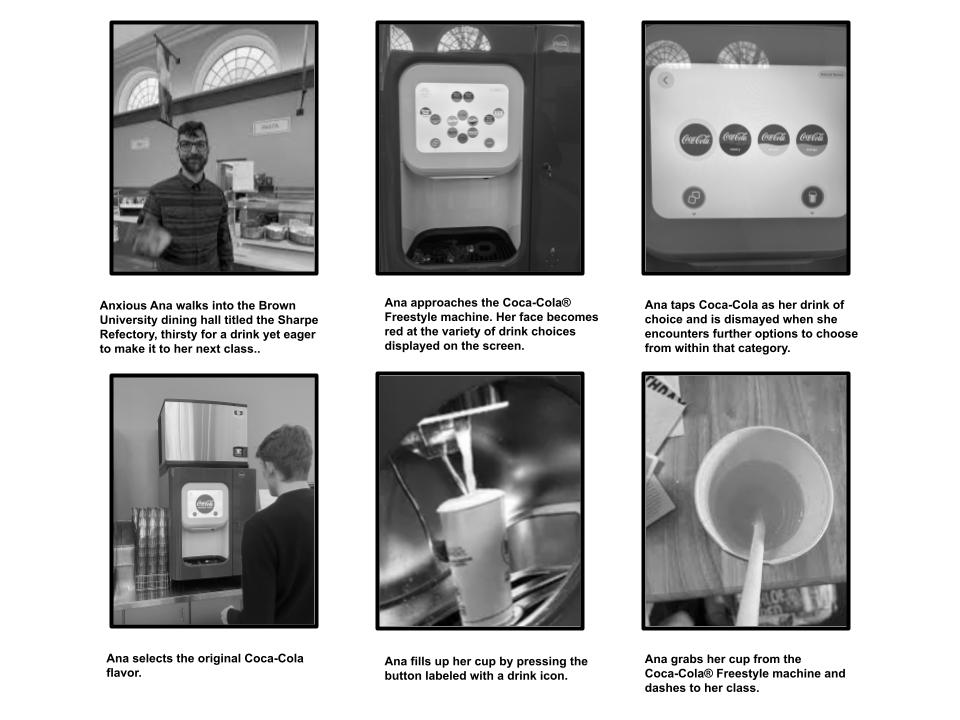 PASTA
Anxious Ana walks into the Brown
University dining hall titled the Sharpe
Refectory, thirsty for a drink yet eager
to make it to her next class..
Ana approaches the Coca-Cola®
Freestyle machine. Her face becomes
red at the variety of drink choices
displayed on the screen.
Coca-Cola Coca-Cola Coca-Cola Coca-Cola
Ana taps Coca-Cola as her drink of
choice and is dismayed when she
encounters further options to choose
from within that category.
Coca-Cola
Ana selects the original Coca-Cola
flavor.
Ana fills up her cup by pressing the
button labeled with a drink icon.
THDAY
Ana grabs her cup from the
Coca-Cola® Freestyle machine and
dashes to her class.